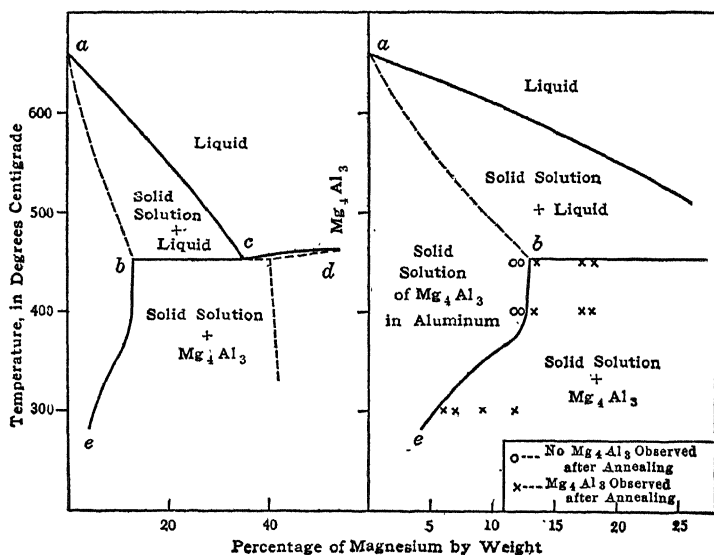 a
Liquid
Solid
Solution
+
Liquid
c
b
d
Mg4Al3
Solid Solution
+
Mg4Al3
e
Temperature, in Degrees Centigrade
600
500
400
300
20
40
a
Liquid
Solid Solution
+
Liquid
b
Solid
Solution
of Mg4Al3
in Aluminum
Solid Solution
+
Mg4Al3
e
o--- No Mg4Al3 Observed
after Annealing
x--- Mg4Al3 Observed
after Annealing
5
10
15
20
25
Percentage of Magnesium by Weight